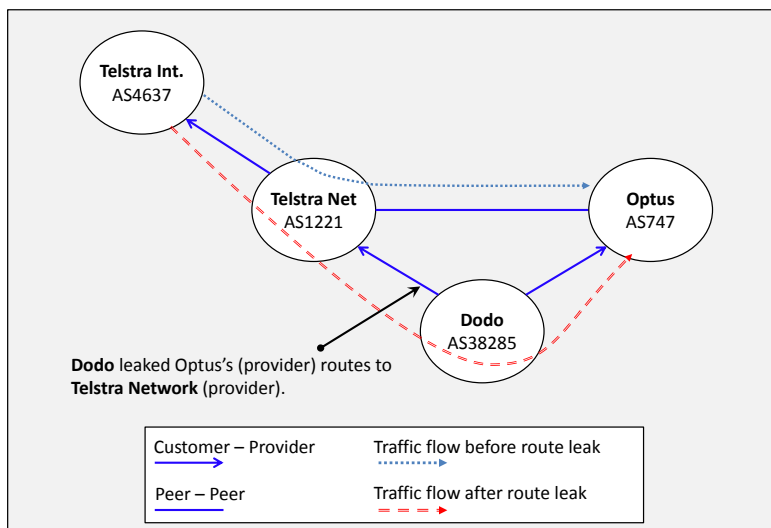 Telstra Int.
AS4637
Telstra Net
AS1221
Optus
AS747
Dodo
AS38285
Dodo leaked Optus's (provider) routes to
Telstra Network (provider).
Customer – Provider
Traffic flow before route leak
Peer – Peer
Traffic flow after route leak